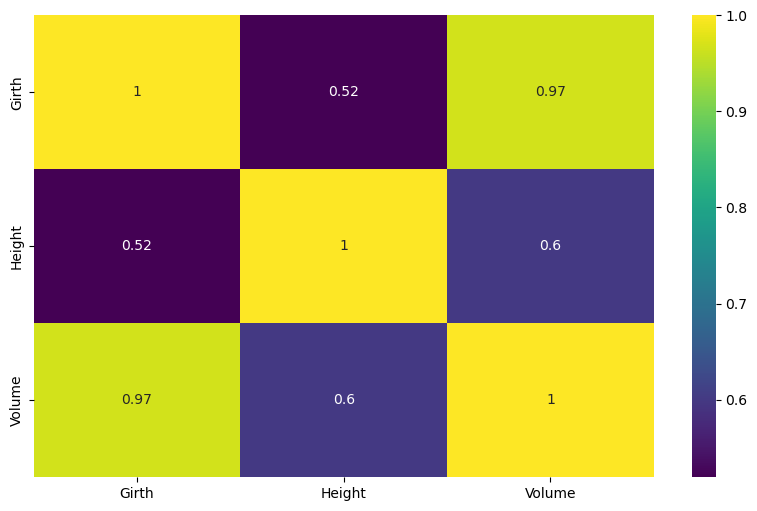 Girth 1 0.52 0.97
Height 0.52 1 0.6
Volume 0.97 0.6 1
Girth Height Volume
1.0
0.9
0.8
0.7
0.6